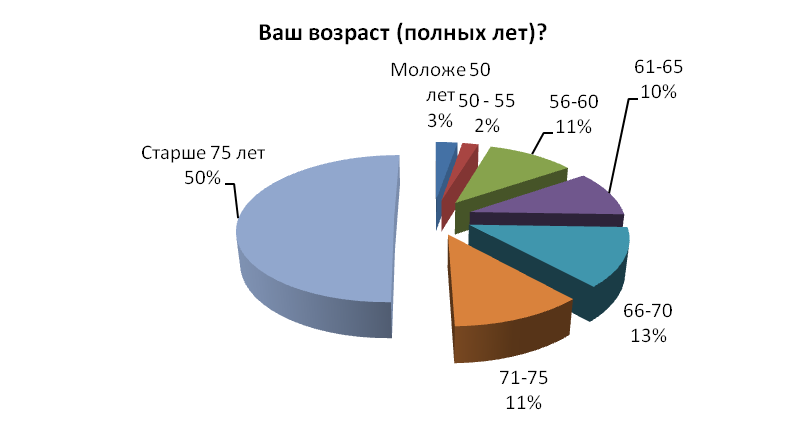 Ваш возраст (полных лет)?
Моложе 50
лет
3%
50 - 55
2%
56-60
11%
61-65
10%
66-70
13%
71-75
11%
Старше 75 лет
50%